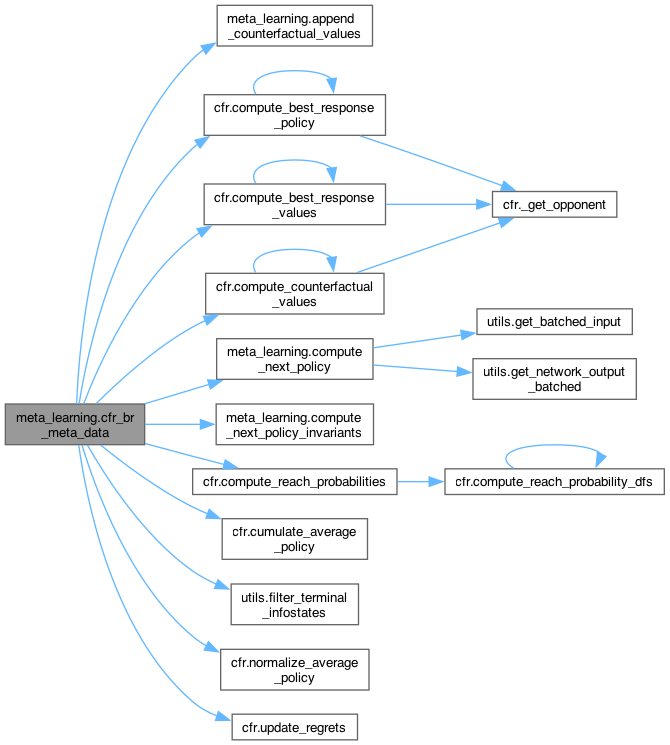 meta_learning.append
_counterfactual_values
cfr.compute_best_response
_policy
cfr.compute_best_response
_values
cfr._get_opponent
cfr.compute_counterfactual
_values
utils.get_batched_input
meta_learning.compute
_next_policy
utils.get_network_output
_batched
meta_learning.cfr_br
_meta_data
meta_learning.compute
_next_policy_invariants
cfr.compute_reach_probabilities
cfr.compute_reach_probability_dfs
cfr.cumulate_average
_policy
utils.filter_terminal
_infostates
cfr.normalize_average
_policy
cfr.update_regrets